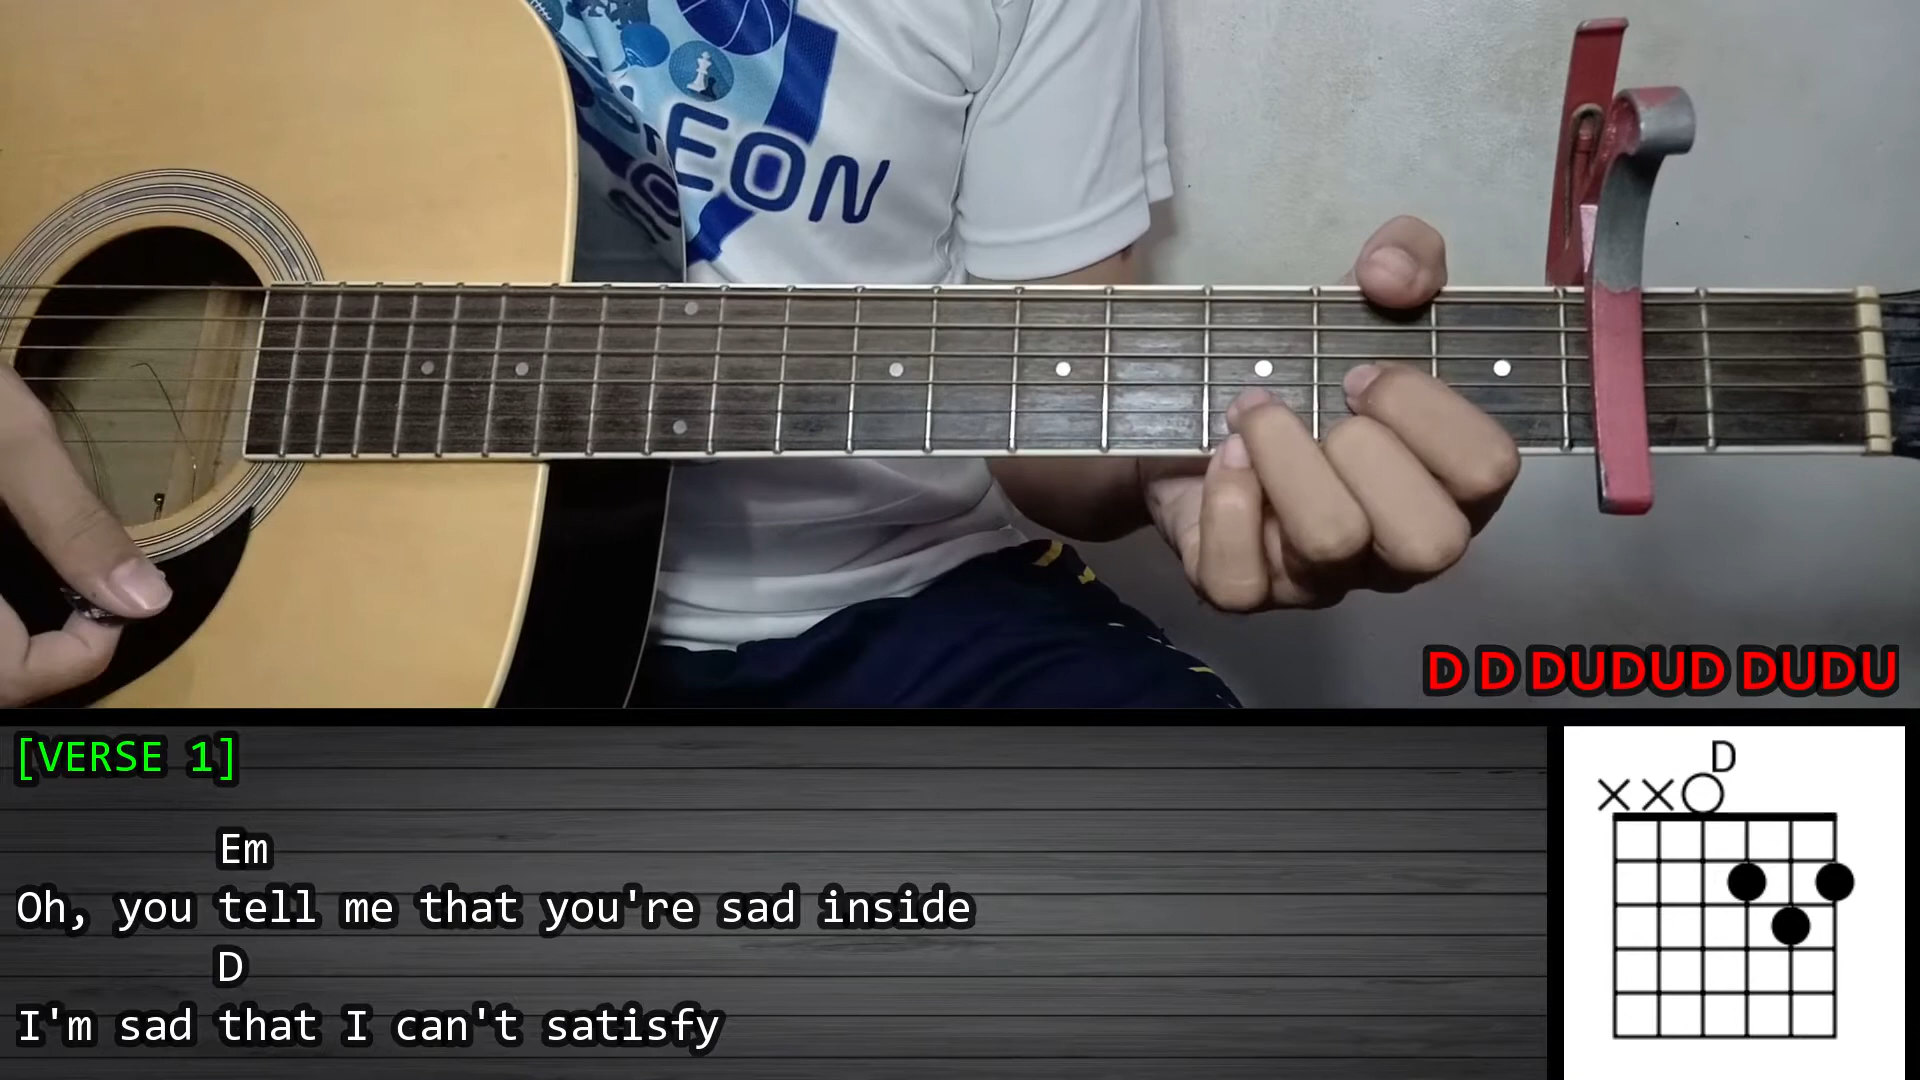 EON
D D DUDUD DUDU
[VERSE 1]
Em
Oh, you tell me that you're sad inside
D
I'm sad that I can't satisfy
D
××○